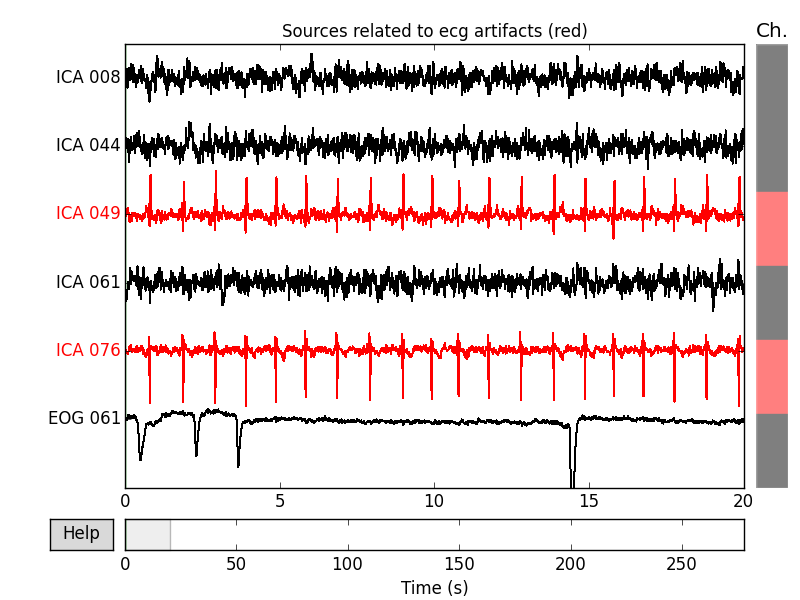 Sources related to ecg artifacts (red)
Ch.
ICA 008
ICA 044
ICA 049
ICA 061
ICA 076
EOG 061
0 5 10 15 20
Help
0 50 100 150 200 250
Time (s)